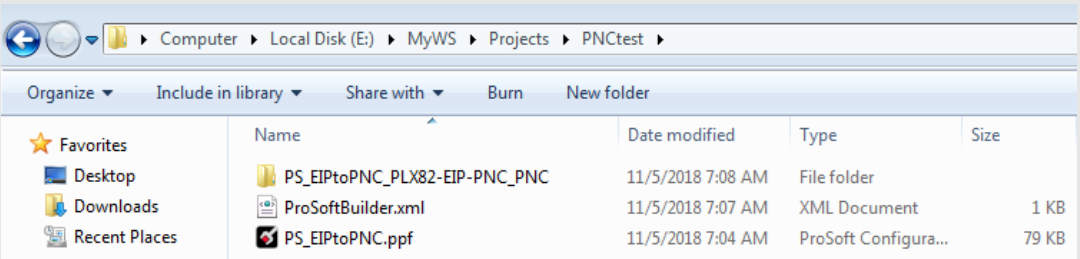 Computer Local Disk (E:) MyWS Projects PNCtest
Organize Include in library Share with Burn New folder
Favorites
Desktop
Downloads
Recent Places
Name Date modified Type Size
PS_EIPtoPNC_PLX82-EIP-PNC_PNC 11/5/2018 7:08 AM File folder
ProSoftBuilder.xml 11/5/2018 7:07 AM XML Document 1 KB
PS_EIPtoPNC.ppf 11/5/2018 7:04 AM ProSoft Configura... 79 KB